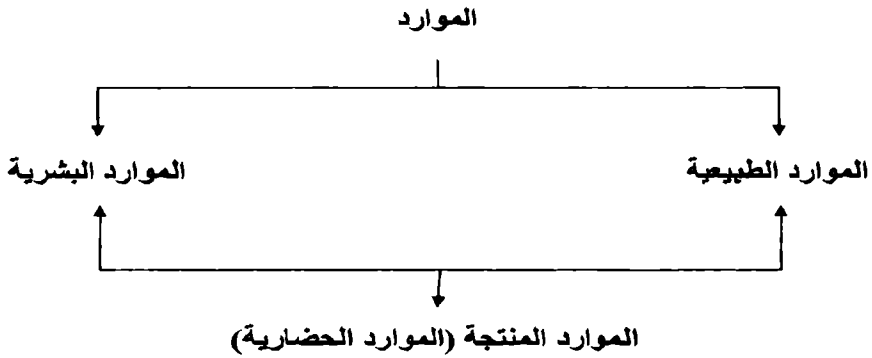 الموارد
الموارد الطبيعية
الموارد البشرية
الموارد المنتجة (الموارد الحضارية)